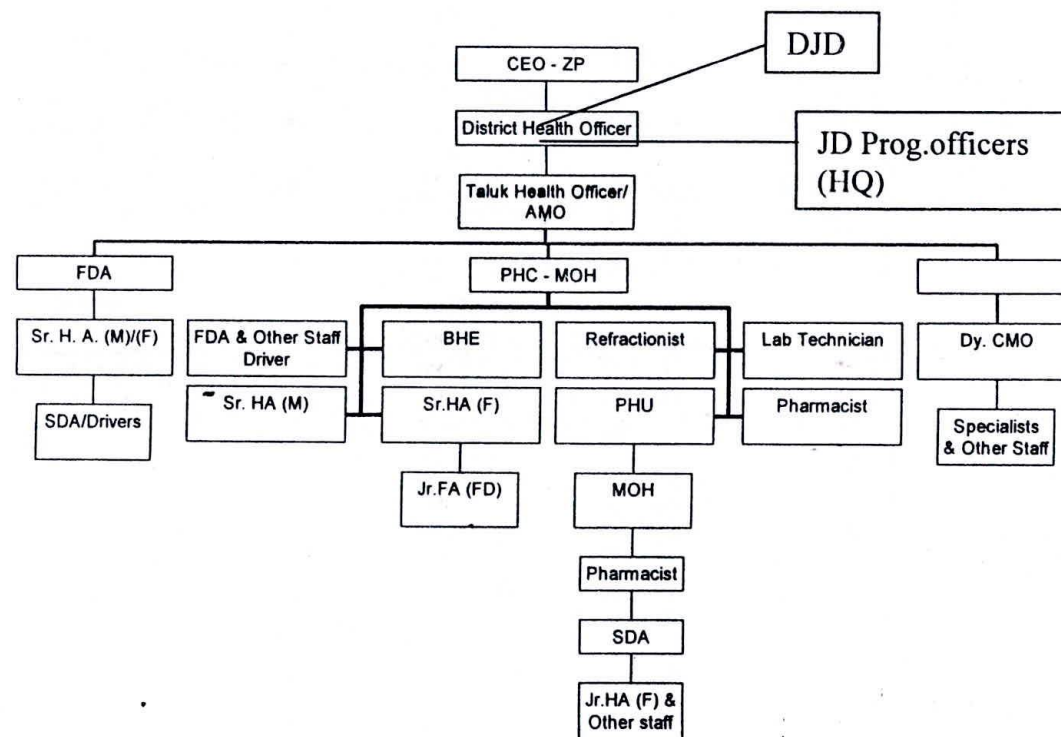 DJD
CEO - ZP
District Health Officer
JD Prog.officers
(HQ)
Taluk Health Officer/
AMO
FDA
PHC - MOH
Sr. H. A. (M)/(F)
FDA & Other Staff
Driver
BHE
Refractionist
Lab Technician
Dy. CMO
SDA/Drivers
Sr. HA (M)
Sr.HA (F)
PHU
Pharmacist
Specialists
& Other Staff
Jr.FA (FD)
MOH
Pharmacist
SDA
Jr.HA (F) &
Other staff